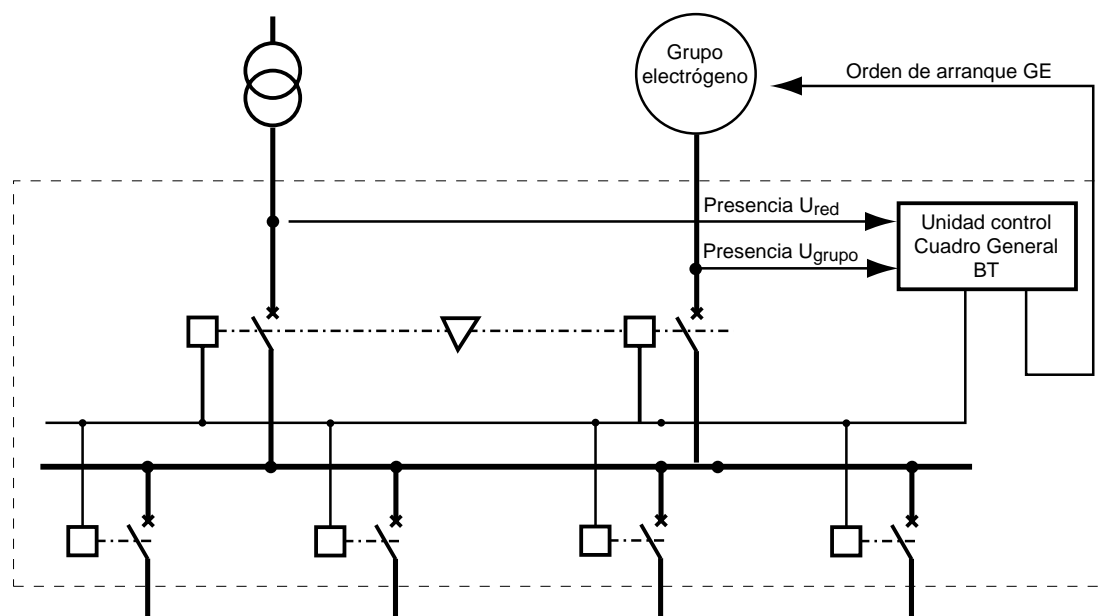 Grupo
electrógeno
Orden de arranque GE
Presencia Ured
Unidad control
Cuadro General
BT
Presencia Ugrupo